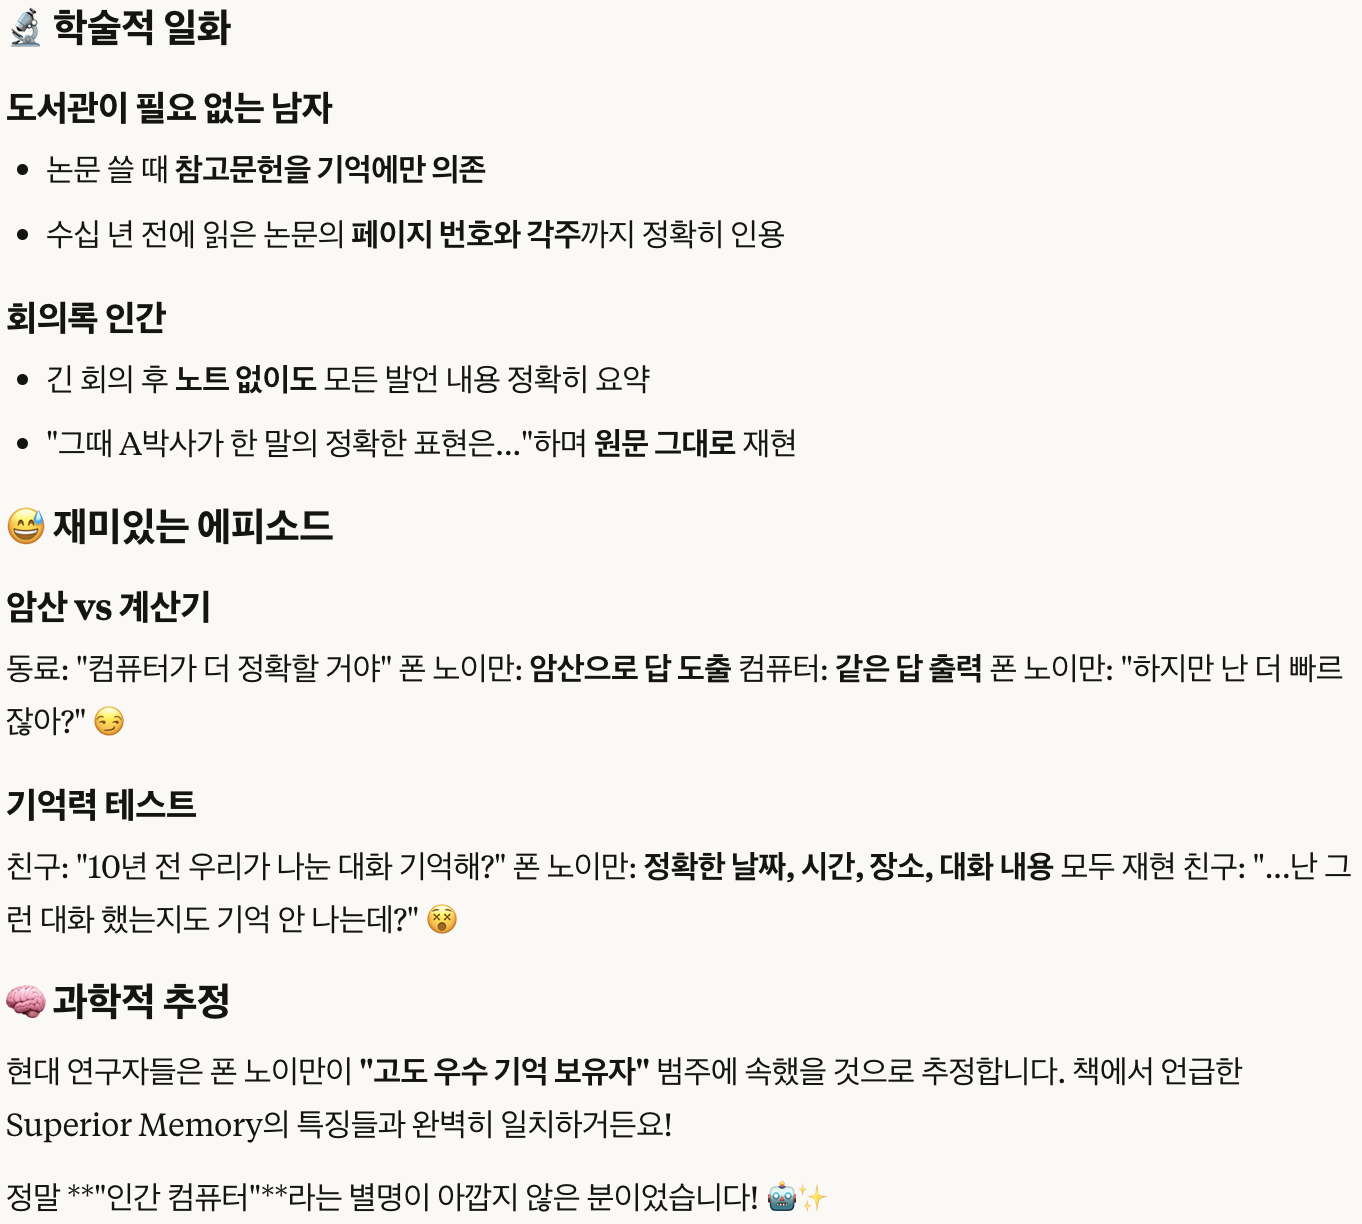 🔬 학술적 일화
도서관이 필요 없는 남자
• 논문 쓸 때 참고문헌을 기억에만 의존
• 수십 년 전에 읽은 논문의 페이지 번호와 각주까지 정확히 인용
회의록 인간
• 긴 회의 후 노트 없이도 모든 발언 내용 정확히 요약
• "그때 A박사가 한 말의 정확한 표현은..."하며 원문 그대로 재현
😅 재미있는 에피소드
암산 vs 계산기
동료: "컴퓨터가 더 정확할 거야" 폰 노이만: 암산으로 답 도출 컴퓨터: 같은 답 출력 폰 노이만: "하지만 난 더 빠르
잖아?" 😏
기억력 테스트
친구: "10년 전 우리가 나눈 대화 기억해?" 폰 노이만: 정확한 날짜, 시간, 장소, 대화 내용 모두 재현 친구: "...난 그
런 대화 했는지도 기억 안 나는데?" 😵
🧠 과학적 추정
현대 연구자들은 폰 노이만이 "고도 우수 기억 보유자" 범주에 속했을 것으로 추정합니다. 책에서 언급한
Superior Memory의 특징들과 완벽히 일치하거든요!
정말 **"인간 컴퓨터"**라는 별명이 아깝지 않은 분이었습니다! 🤖✨